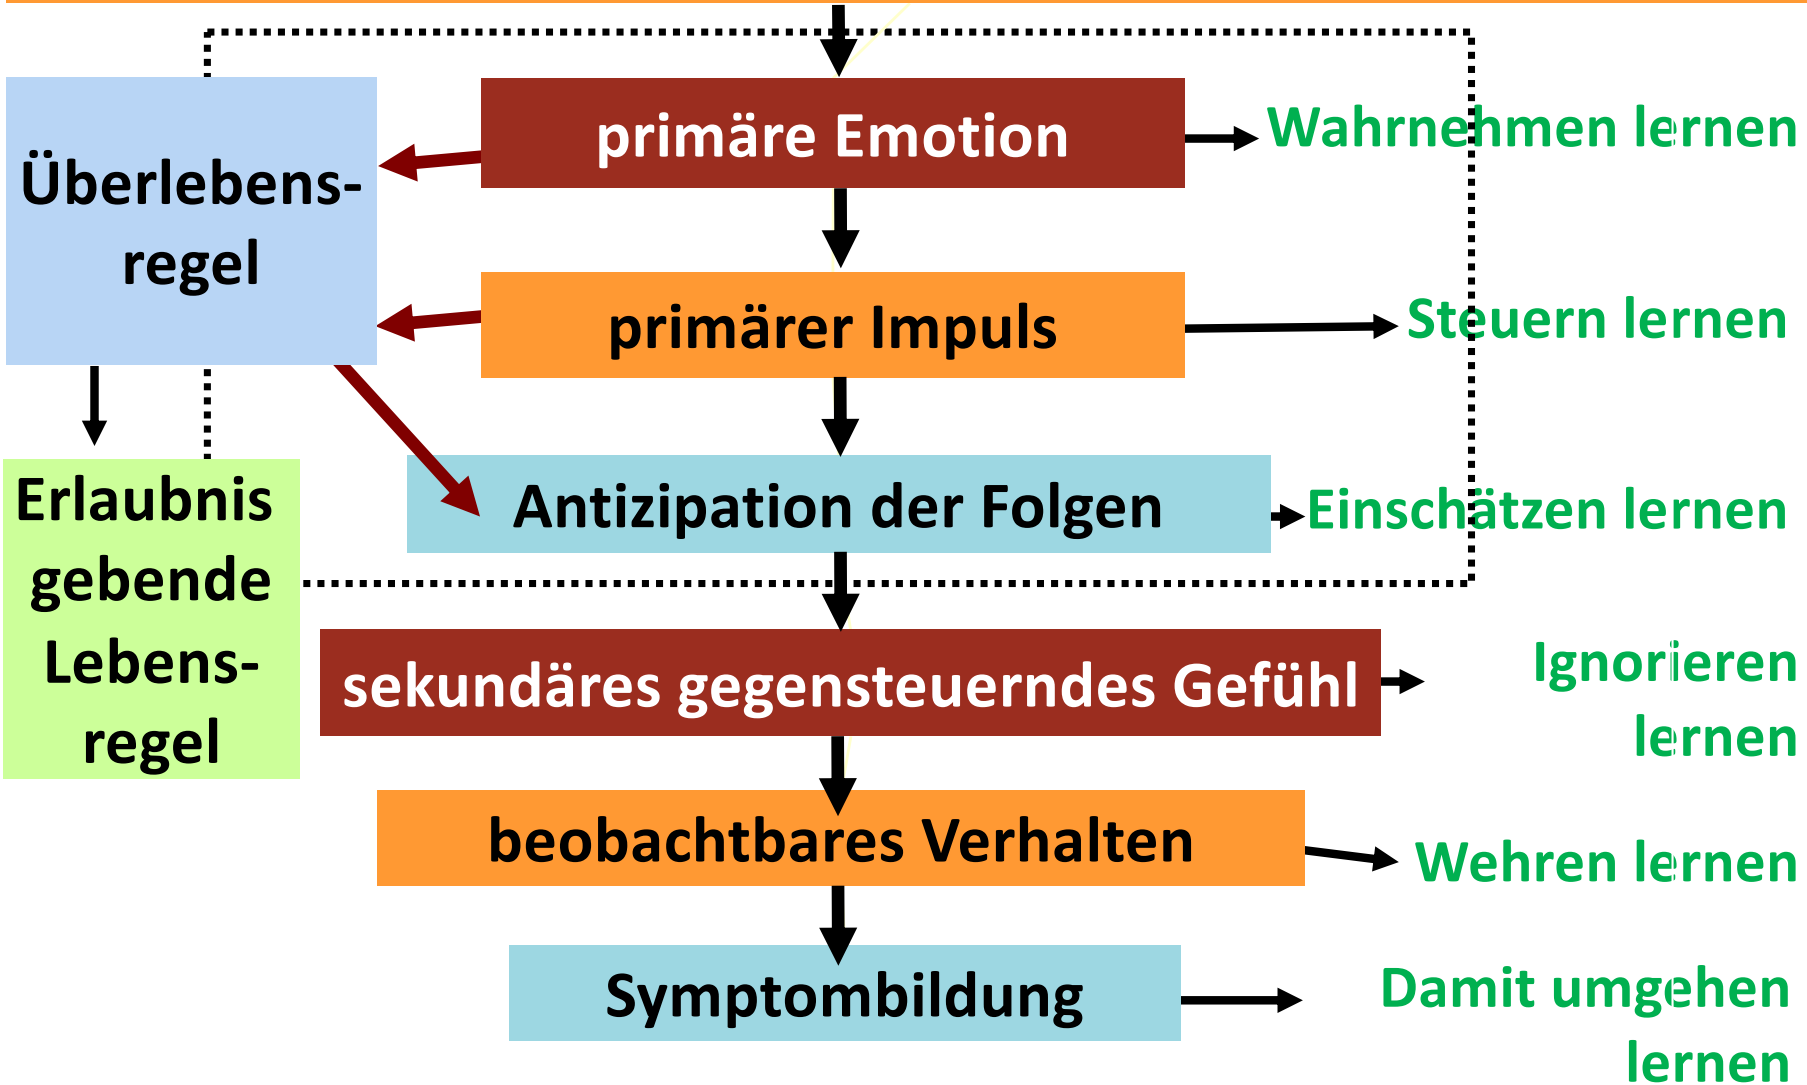 primäre Emotion
Wahrnehmen lernen
Überlebens-
regel
primärer Impuls
Steuern lernen
Antizipation der Folgen
Einschätzen lernen
Erlaubnis
gebende
Lebens-
regel
sekundäres gegensteuerndes Gefühl
Ignorieren
lernen
beobachtbares Verhalten
Wehren lernen
Symptombildung
Damit umgehen
lernen